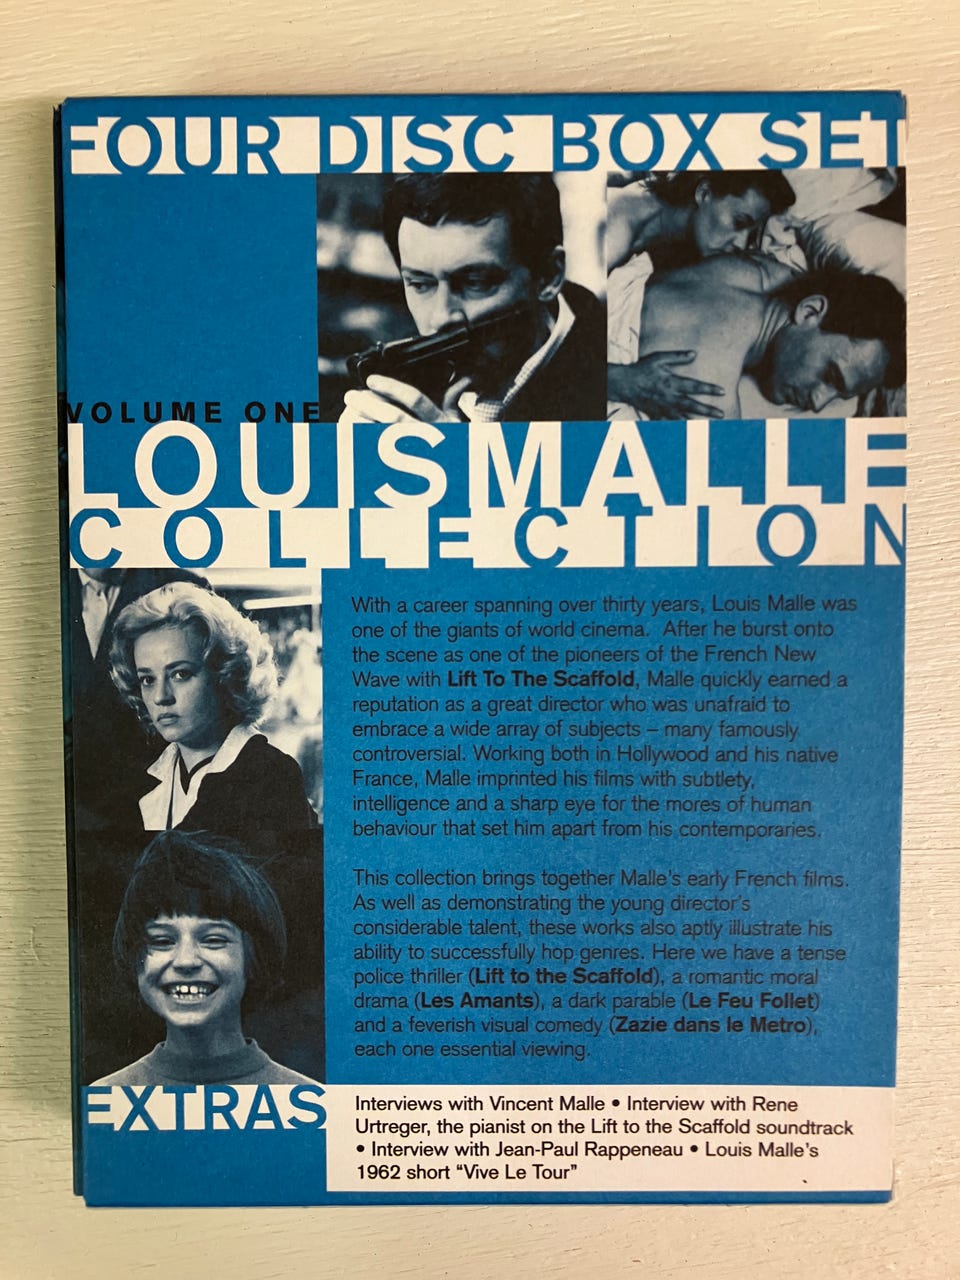 FOUR DISC BOX SET
VOLUME ONE
LOUISMALLE
COLLECTION
With a career spanning over thirty years, Louis Malle was
one of the giants of world cinema. After he burst onto
the scene as one of the pioneers of the French New
Wave with Lift To The Scaffold, Malle quickly earned a
reputation as a great director who was unafraid to
embrace a wide array of subjects – many famously
controversial. Working both in Hollywood and his native
France, Malle imprinted his films with subtlety,
intelligence and a sharp eye for the mores of human
behaviour that set him apart from his contemporaries.
This collection brings together Malle's early French films.
As well as demonstrating the young director's
considerable talent, these works also aptly illustrate his
ability to successfully hop genres. Here we have a tense
police thriller (Lift to the Scaffold), a romantic moral
drama (Les Amants), a dark parable (Le Feu Follet)
and a feverish visual comedy (Zazie dans le Metro),
each one essential viewing.
EXTRAS
Interviews with Vincent Malle • Interview with Rene
Urtreger, the pianist on the Lift to the Scaffold soundtrack
• Interview with Jean-Paul Rappeneau • Louis Malle's
1962 short “Vive Le Tour”